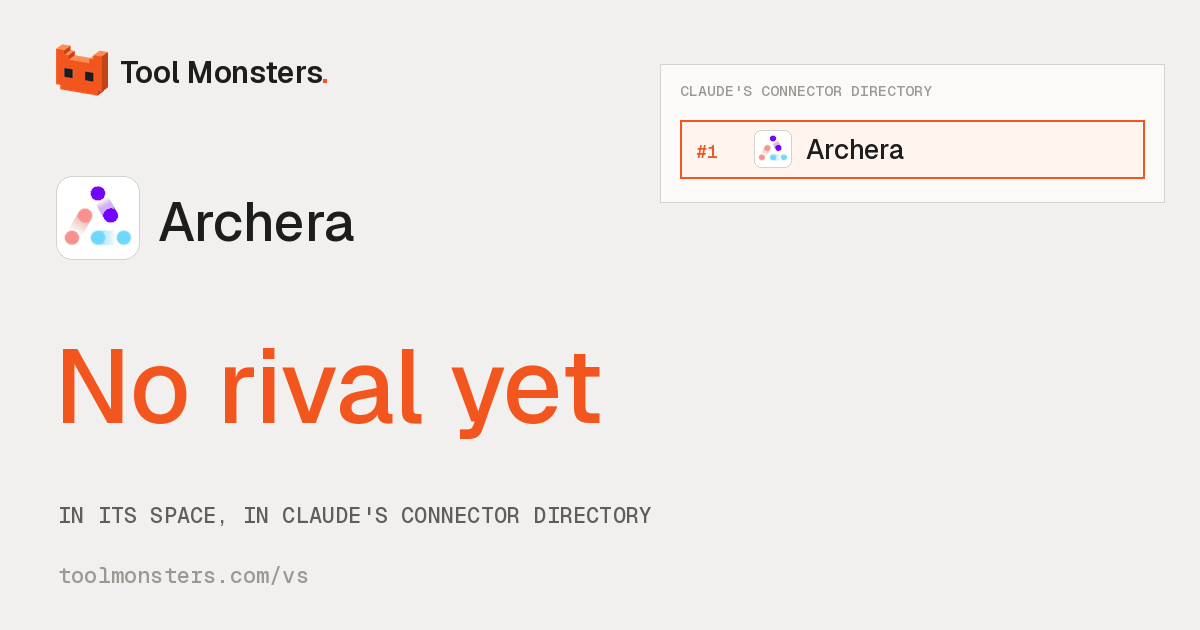 Tool Monsters.
CLAUDE'S CONNECTOR DIRECTORY
#1 Archera
Archera
No rival yet
IN ITS SPACE, IN CLAUDE'S CONNECTOR DIRECTORY
toolmonsters.com/vs